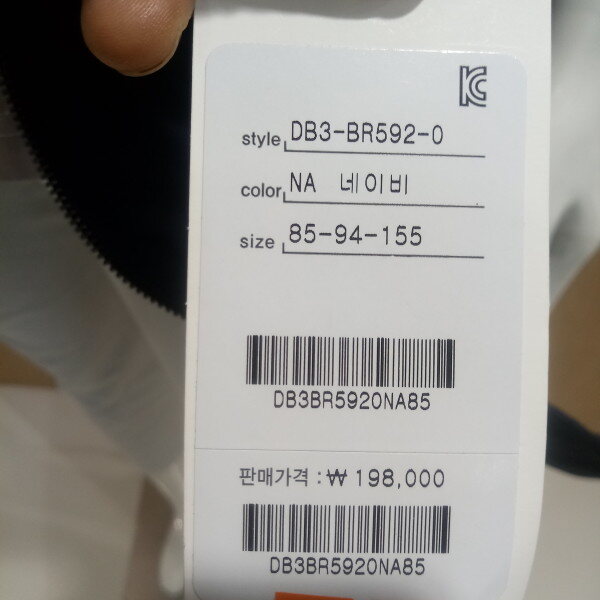 KC
style DB3-BR592-0
color NA 네이비
size 85-94-155
DB3BR5920NA85
판매가격 : ₩ 198,000
DB3BR5920NA85